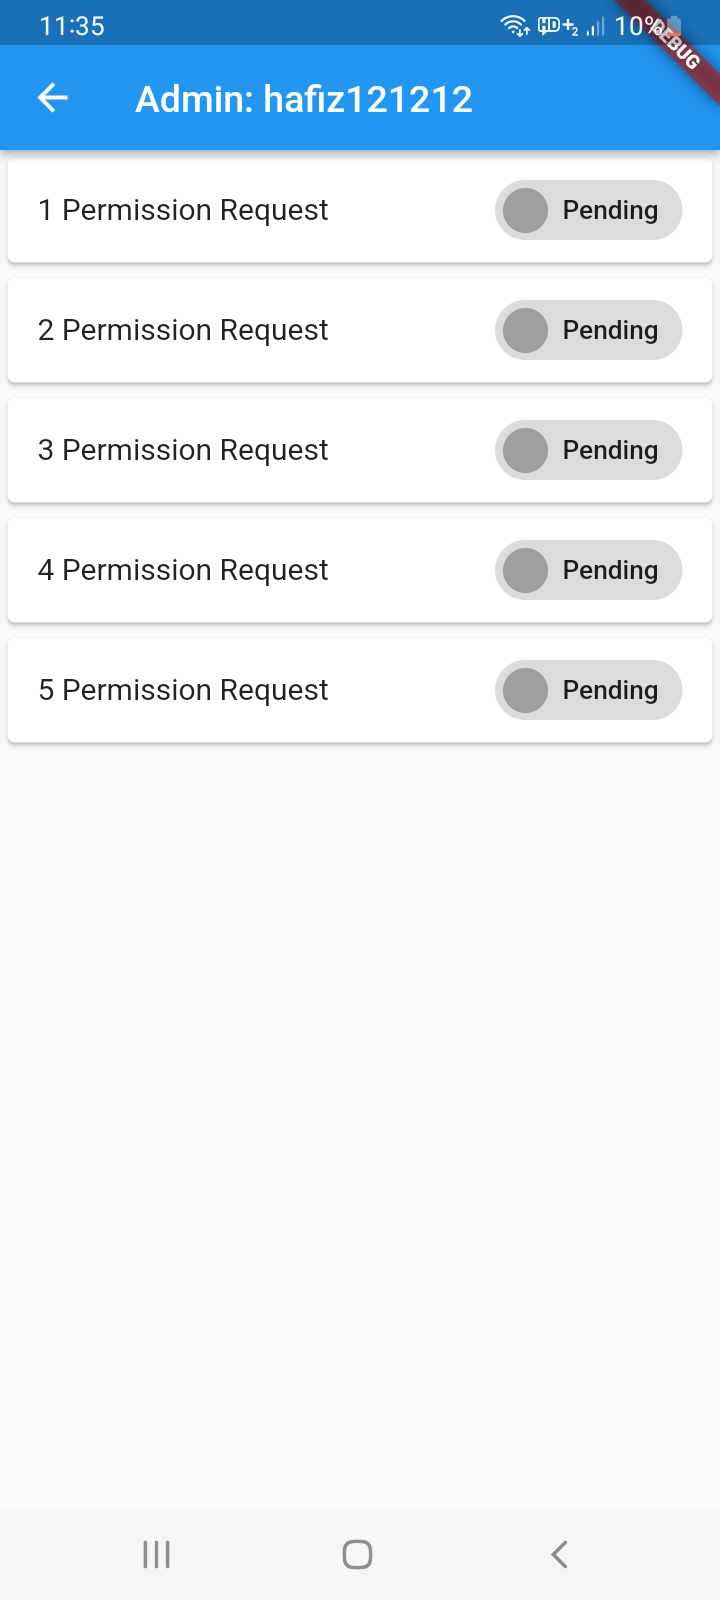 11:35
10%
DEBUG
Admin: hafiz121212
1 Permission Request
Pending
2 Permission Request
Pending
3 Permission Request
Pending
4 Permission Request
Pending
5 Permission Request
Pending